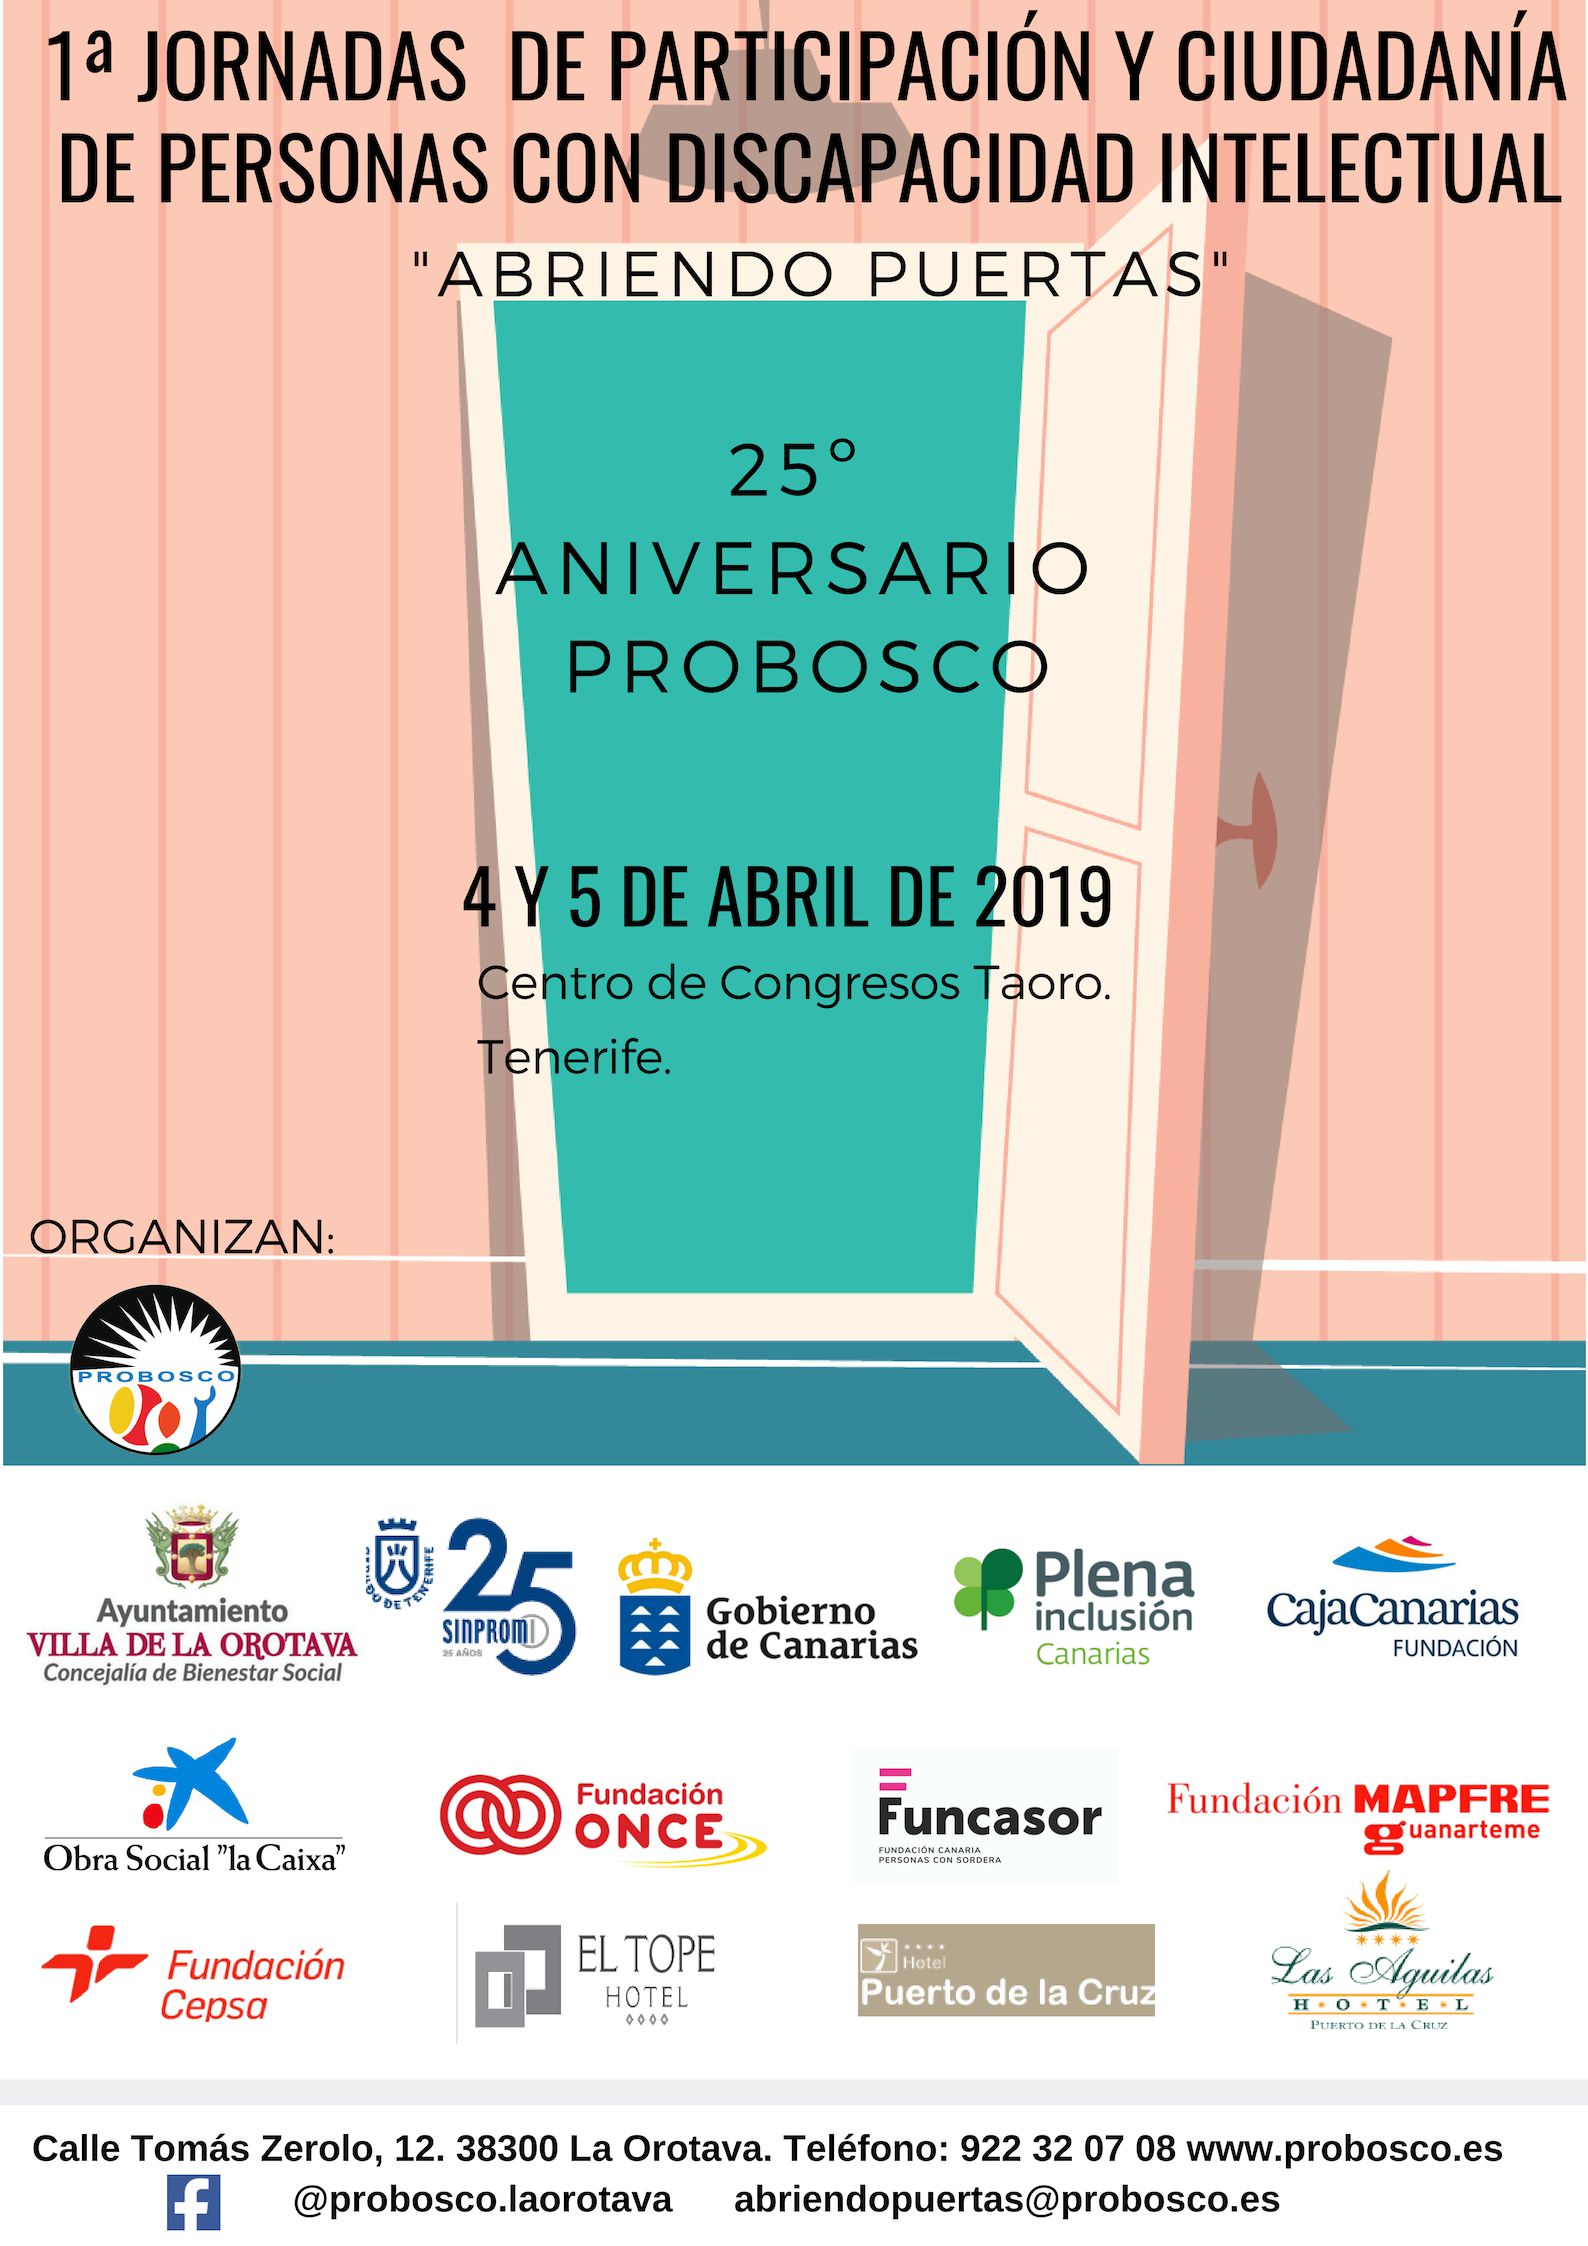 1ª JORNADAS DE PARTICIPACIÓN Y CIUDADANÍA
DE PERSONAS CON DISCAPACIDAD INTELECTUAL
"ABRIENDO PUERTAS"
25º
ANIVERSARIO
PROBOSCO
4 Y 5 DE ABRIL DE 2019
Centro de Congresos Taoro.
Tenerife.
ORGANIZAN:
PROBOSCO
Ayuntamiento
VILLA DE LA OROTAVA
Concejalía de Bienestar Social
DE TENERIFE
25
SINPROMI
25 AÑOS
Gobierno
de Canarias
Plena
inclusión
Canarias
CajaCanarias
FUNDACIÓN
Obra Social "la Caixa"
Fundación
ONCE
Funcasor
FUNDACIÓN CANARIA
PERSONAS CON SORDERA
Fundación MAPFRE
guanarteme
Fundación
Cepsa
EL TOPE
HOTEL
Hotel
Puerto de la Cruz
Las Aguilas
HOTEL
PUERTO DE LA CRUZ
Calle Tomás Zerolo, 12. 38300 La Orotava. Teléfono: 922 32 07 08 www.probosco.es
@probosco.laorotava abriendopuertas@probosco.es